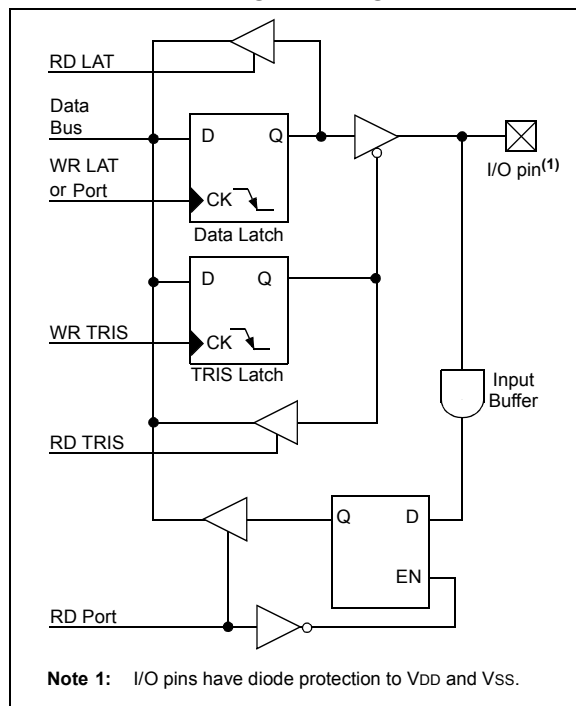 RD LAT
Data
Bus
D Q
WR LAT
or Port
CK
I/O pin(1)
Data Latch
D Q
WR TRIS
CK
TRIS Latch
Input
Buffer
RD TRIS
Q D
EN
RD Port
Note 1: I/O pins have diode protection to VDD and VSS.